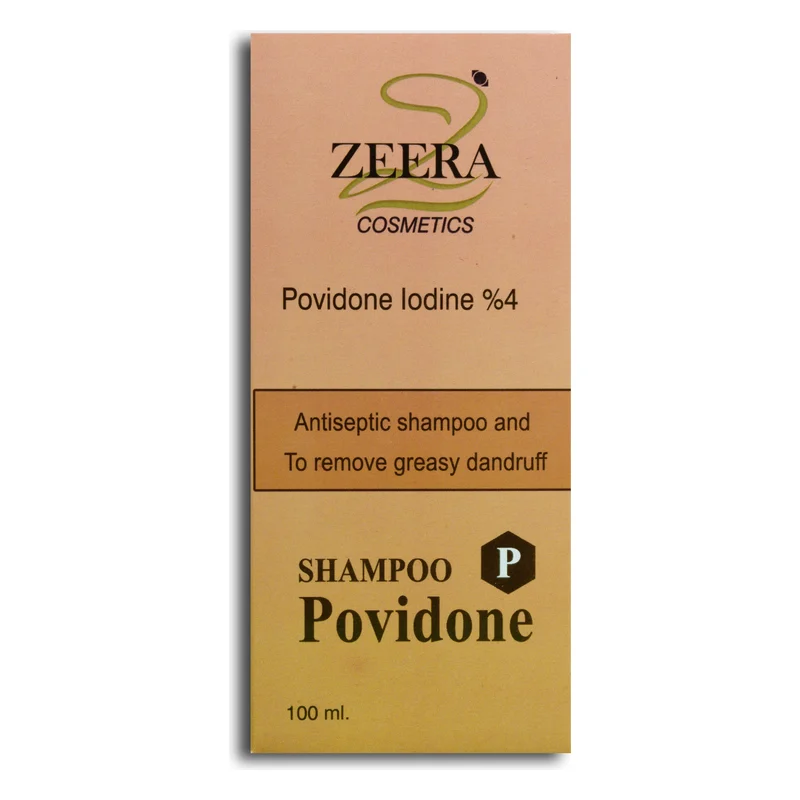 ZEERA
COSMETICS
Povidone Iodine %4
Antiseptic shampoo and
To remove greasy dandruff
SHAMPOO P
Povidone
100 ml.